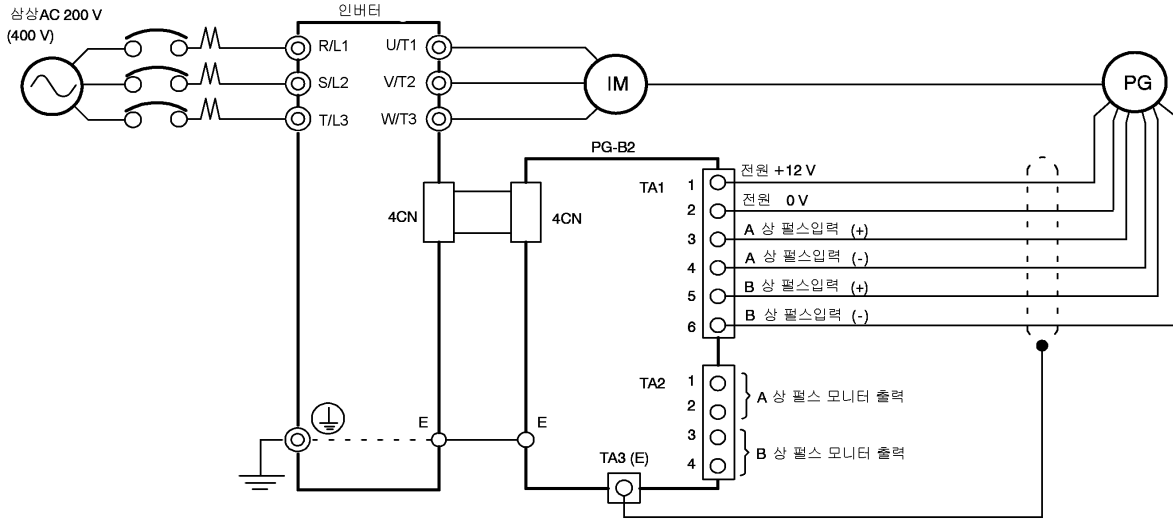 삼상AC 200 V
(400 V)
인버터
R/L1
U/T1
S/L2
V/T2
T/L3
W/T3
IM
PG
PG-B2
4CN
4CN
TA1
1
전원 +12 V
2
전원 0 V
3
A 상 펄스입력 (+)
4
A 상 펄스입력 (-)
5
B 상 펄스입력 (+)
6
B 상 펄스입력 (-)
TA2
1
2
A 상 펄스 모니터 출력
3
4
B 상 펄스 모니터 출력
E
E
TA3 (E)